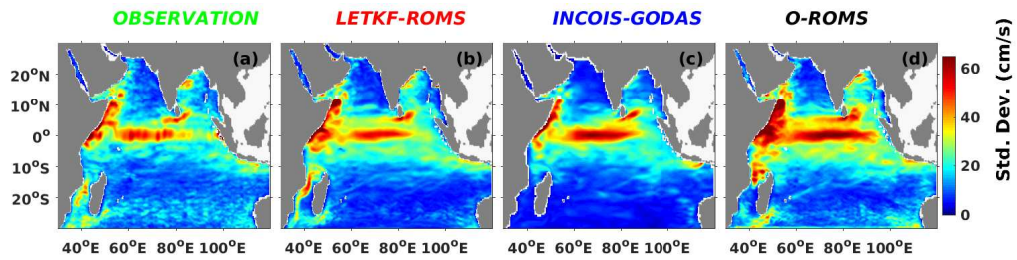 OBSERVATION LETKF-ROMS INCOIS-GODAS O-ROMS
(a) (b) (c) (d)
20°N
10°N
0°
10°S
20°S
40°E 60°E 80°E 100°E 40°E 60°E 80°E 100°E 40°E 60°E 80°E 100°E 40°E 60°E 80°E 100°E
60
40
20
0
Std. Dev. (cm/s)